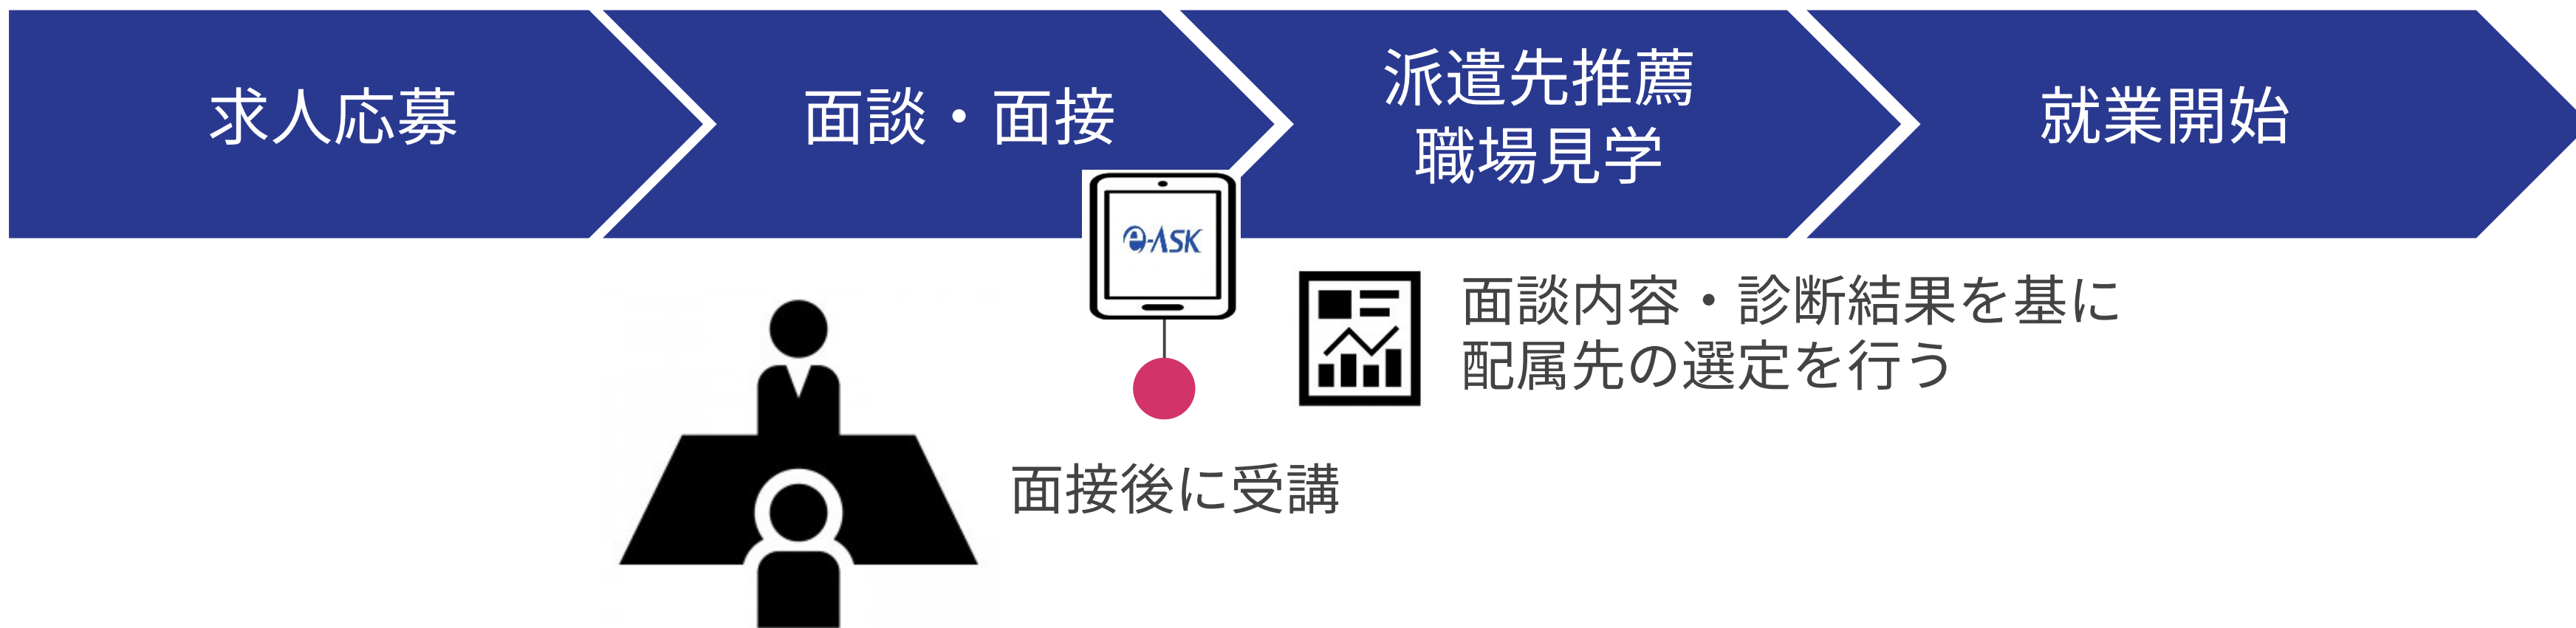 求人応募
面談・面接
派遣先推薦
職場見学
就業開始
e-ASK
面談内容・診断結果を基に
配属先の選定を行う
面接後に受講